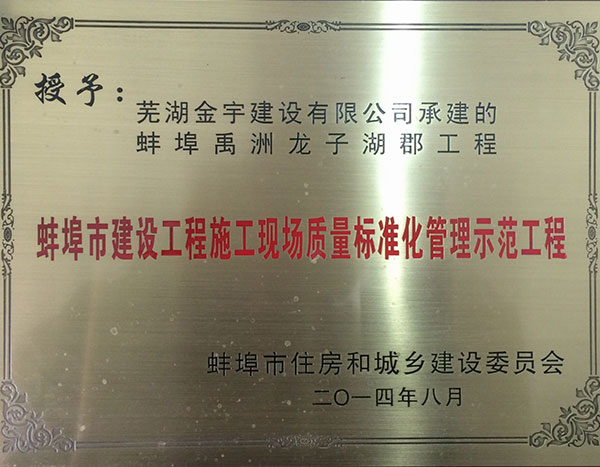 授予：
芜湖金宇建设有限公司承建的
蚌埠禹洲龙子湖郡工程
蚌埠市建设工程施工现场质量标准化管理示范工程
蚌埠市住房和城乡建设委员会
二〇一四年八月